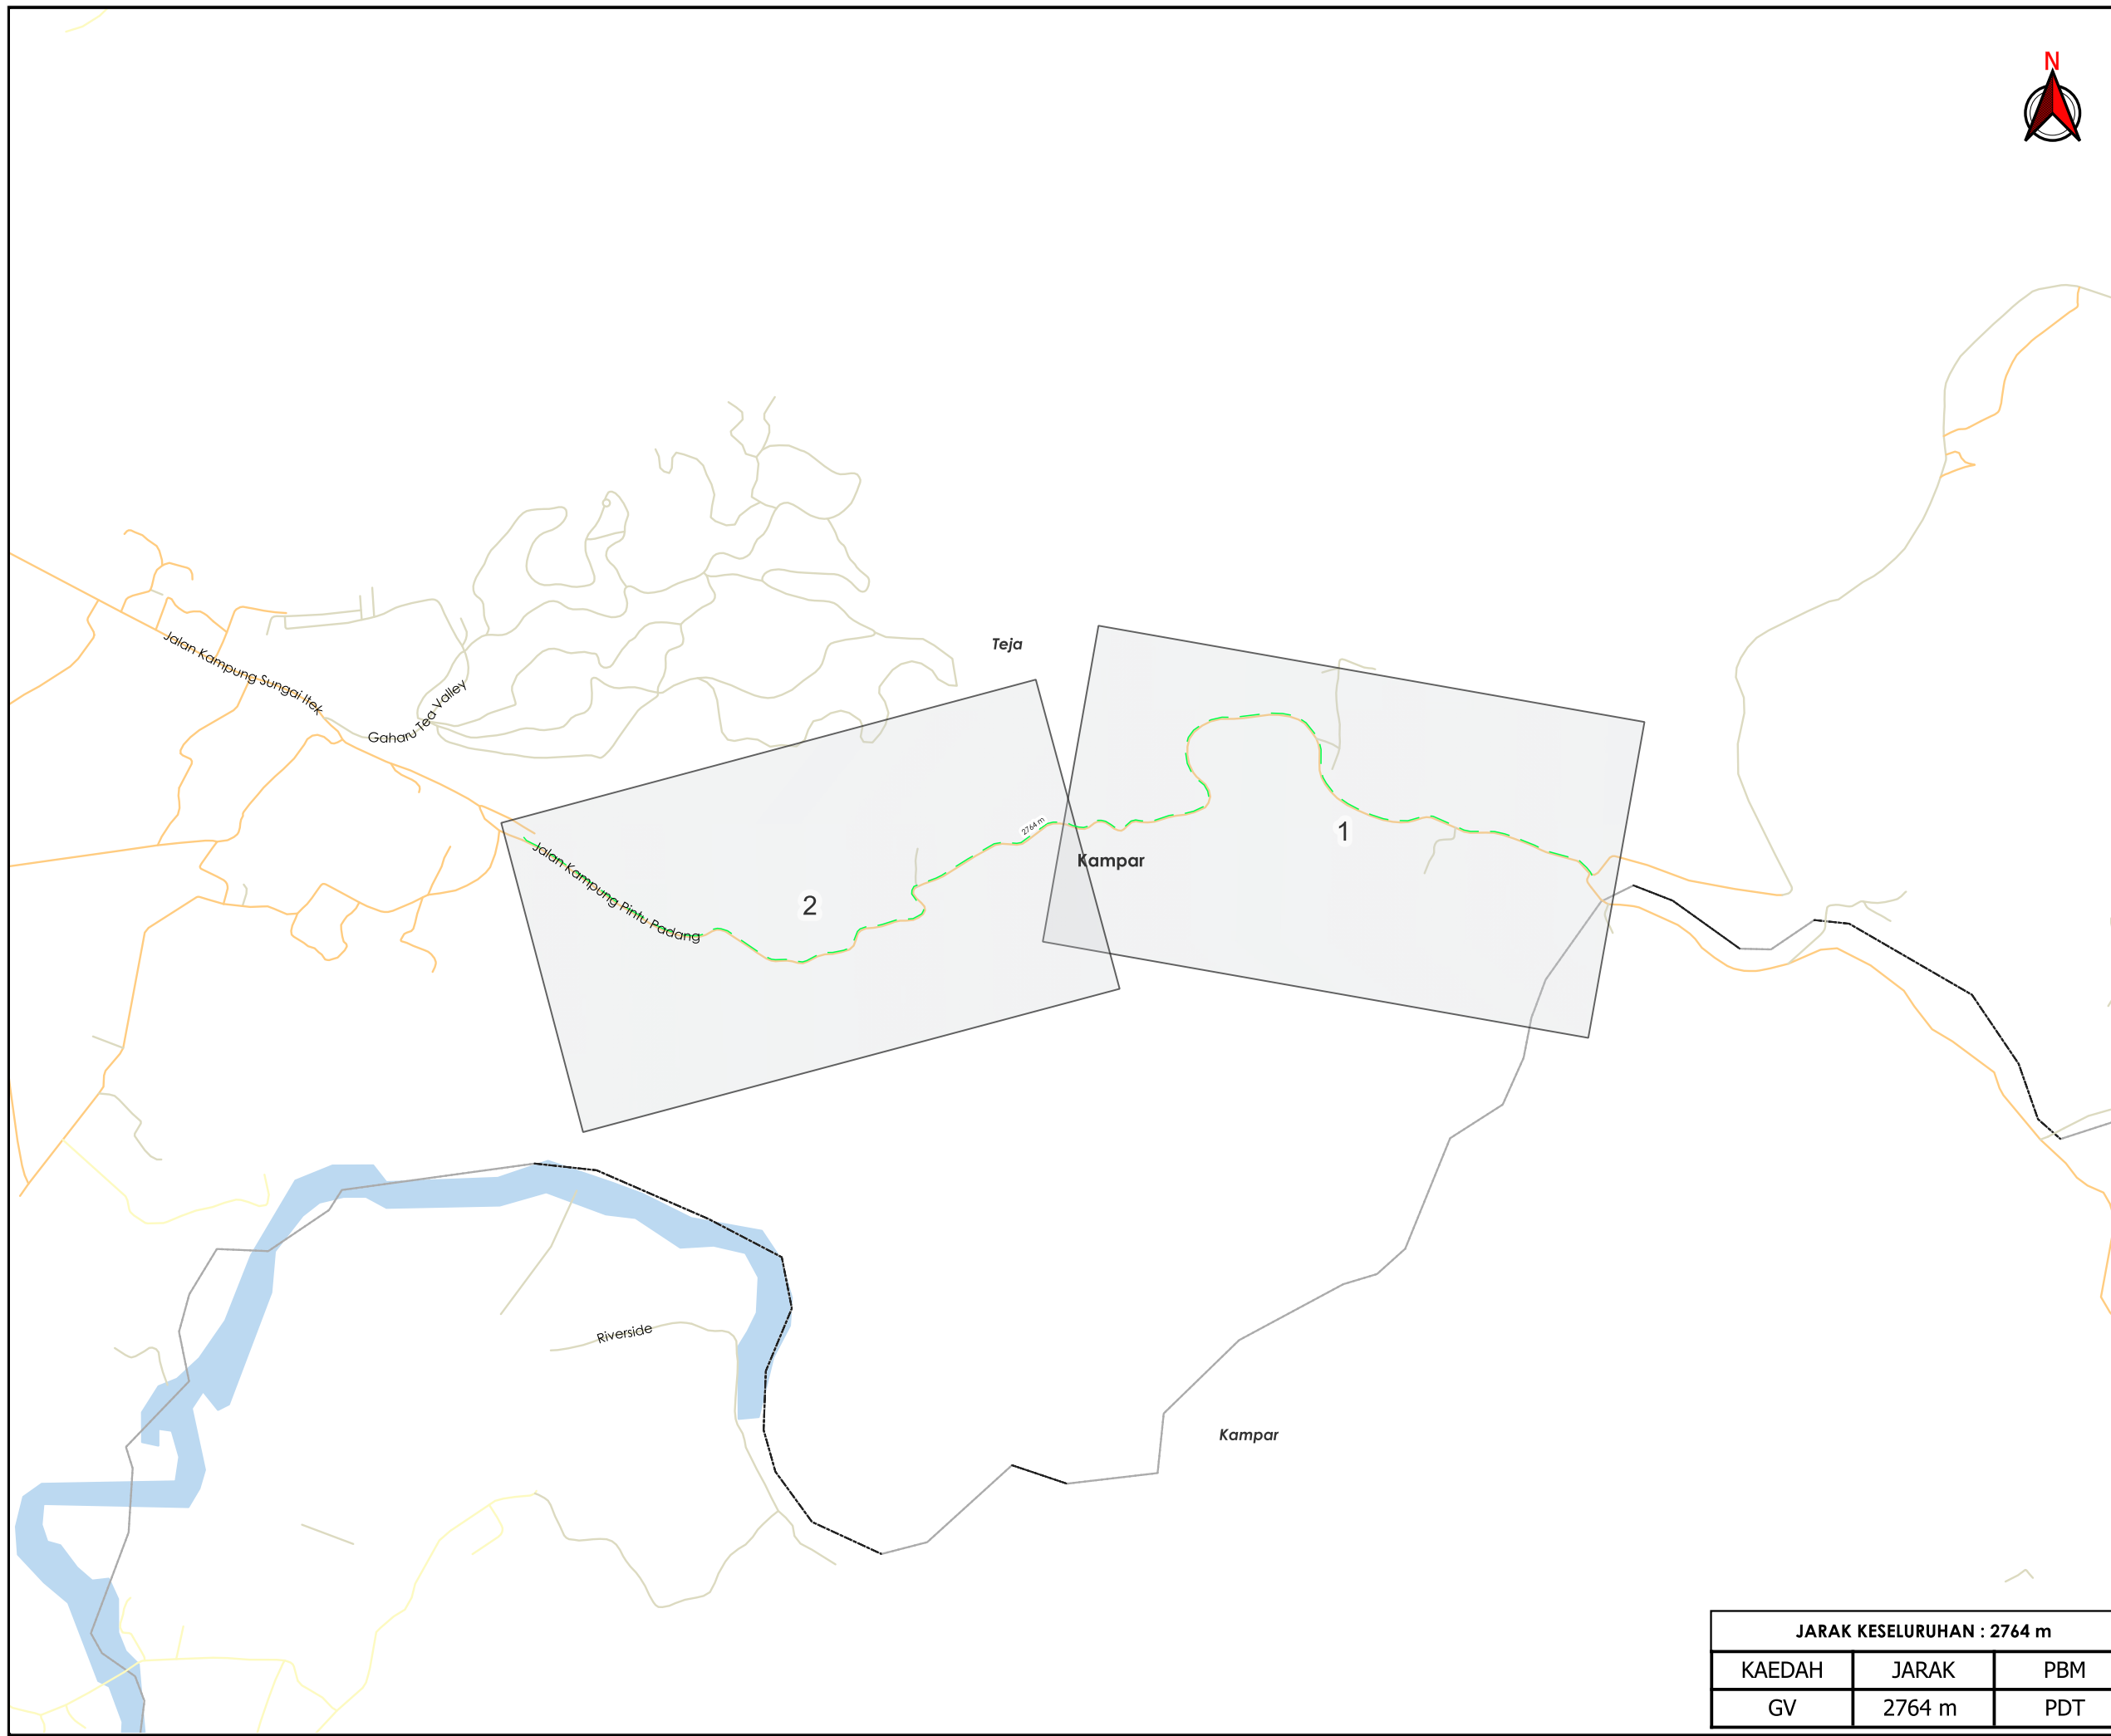 N
Jalan Kampung Sungai Itek
Teja
Gaharu Tea Valley
2764 m
1
Jalan Kampung Pintu Padang
Kampar
2
Riverside
Kampar
JARAK KESELURUHAN : 2764 m
KAEDAH JARAK PBM
GV 2764 m PDT